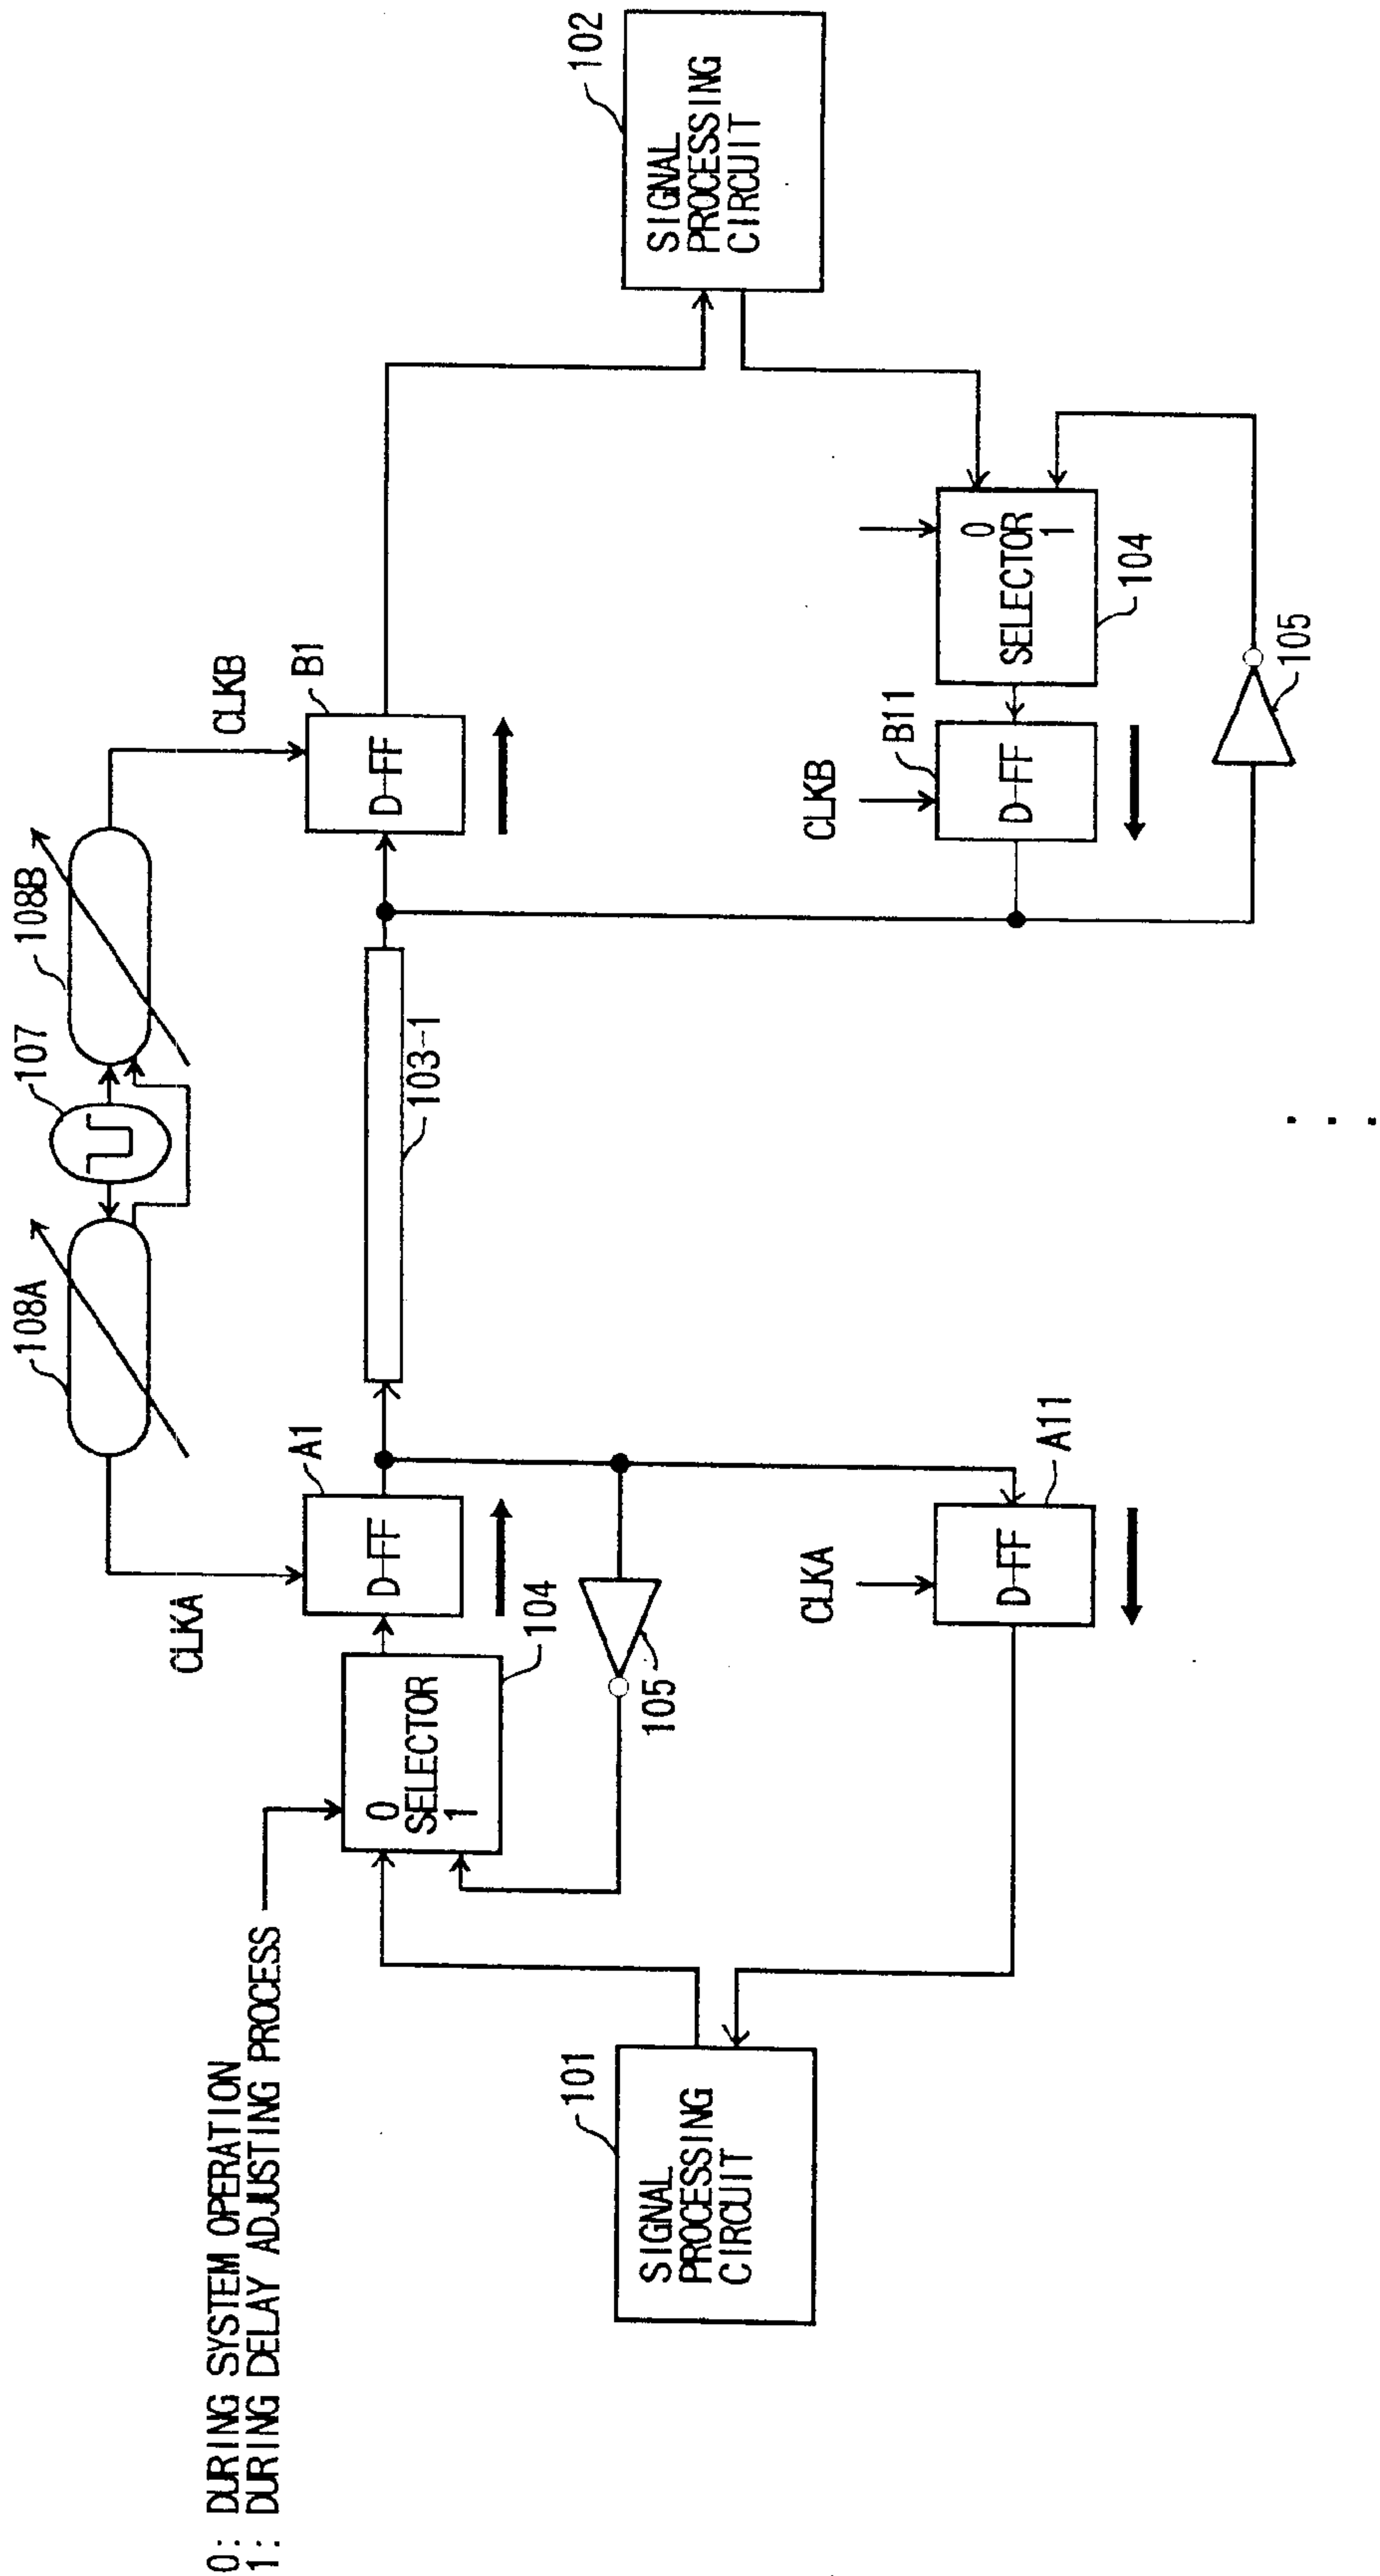 0: DURING SYSTEM OPERATION
1: DURING DELAY ADJUSTING PROCESS
108A
107
108B
CLKA
CLKB
A1
B1
D-FF
D-FF
0
SELECTOR
1
104
103-1
105
101
SIGNAL
PROCESSING
CIRCUIT
102
SIGNAL
PROCESSING
CIRCUIT
CLKA
A11
D-FF
CLKB
B11
D-FF
0
SELECTOR
1
104
105
. . .